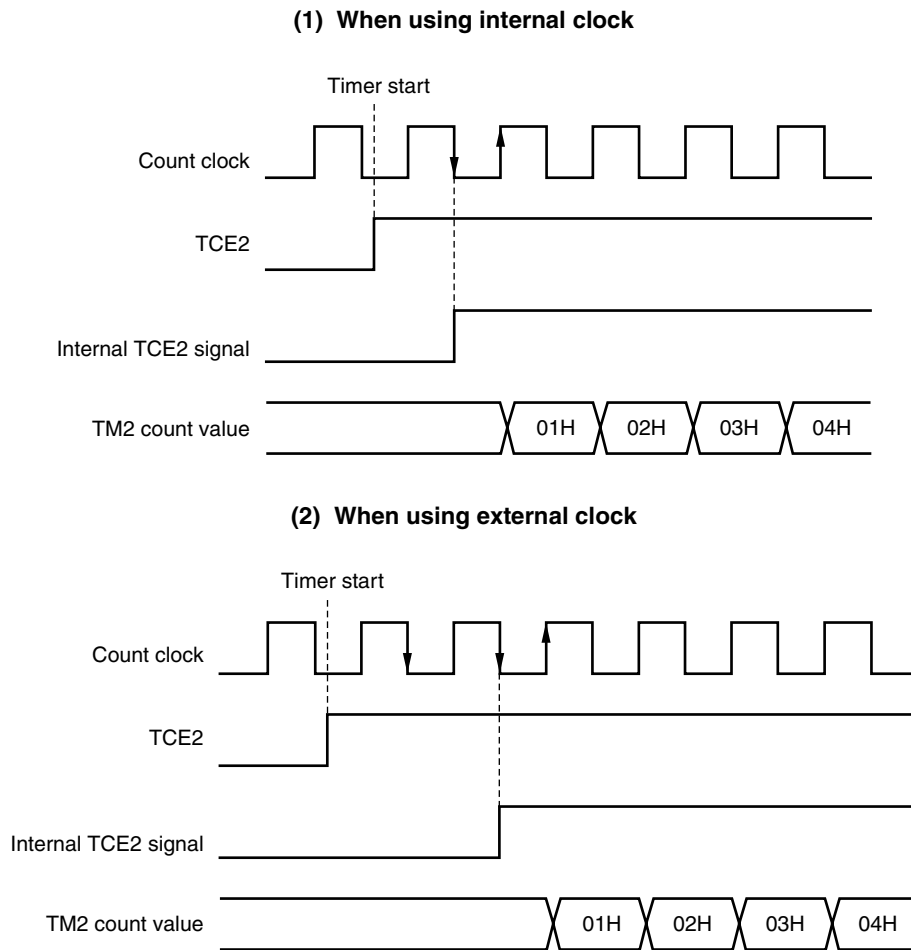 (1) When using internal clock
Timer start
Count clock
TCE2
Internal TCE2 signal
TM2 count value 01H 02H 03H 04H
(2) When using external clock
Timer start
Count clock
TCE2
Internal TCE2 signal
TM2 count value 01H 02H 03H 04H